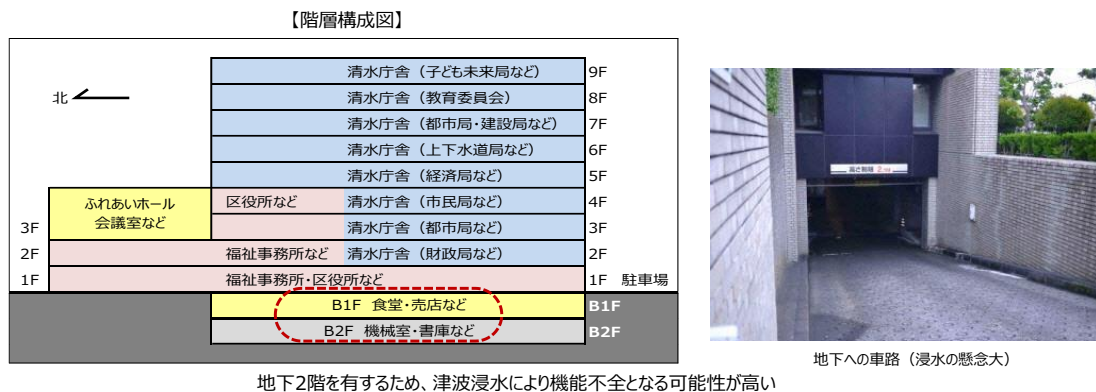 【階層構成図】
北
清水庁舎（子ども未来局など） 9F
清水庁舎（教育委員会） 8F
清水庁舎（都市局・建設局など） 7F
清水庁舎（上下水道局など） 6F
清水庁舎（経済局など） 5F
ふれあいホール
会議室など
区役所など 清水庁舎（市民局など） 4F
3F 清水庁舎（都市局など） 3F
2F 福祉事務所など 清水庁舎（財政局など） 2F
1F 福祉事務所・区役所など 1F 駐車場
B1F 食堂・売店など B1F
B2F 機械室・書庫など B2F
高さ制限
地下への車路（浸水の懸念大）
地下2階を有するため、津波浸水により機能不全となる可能性が高い